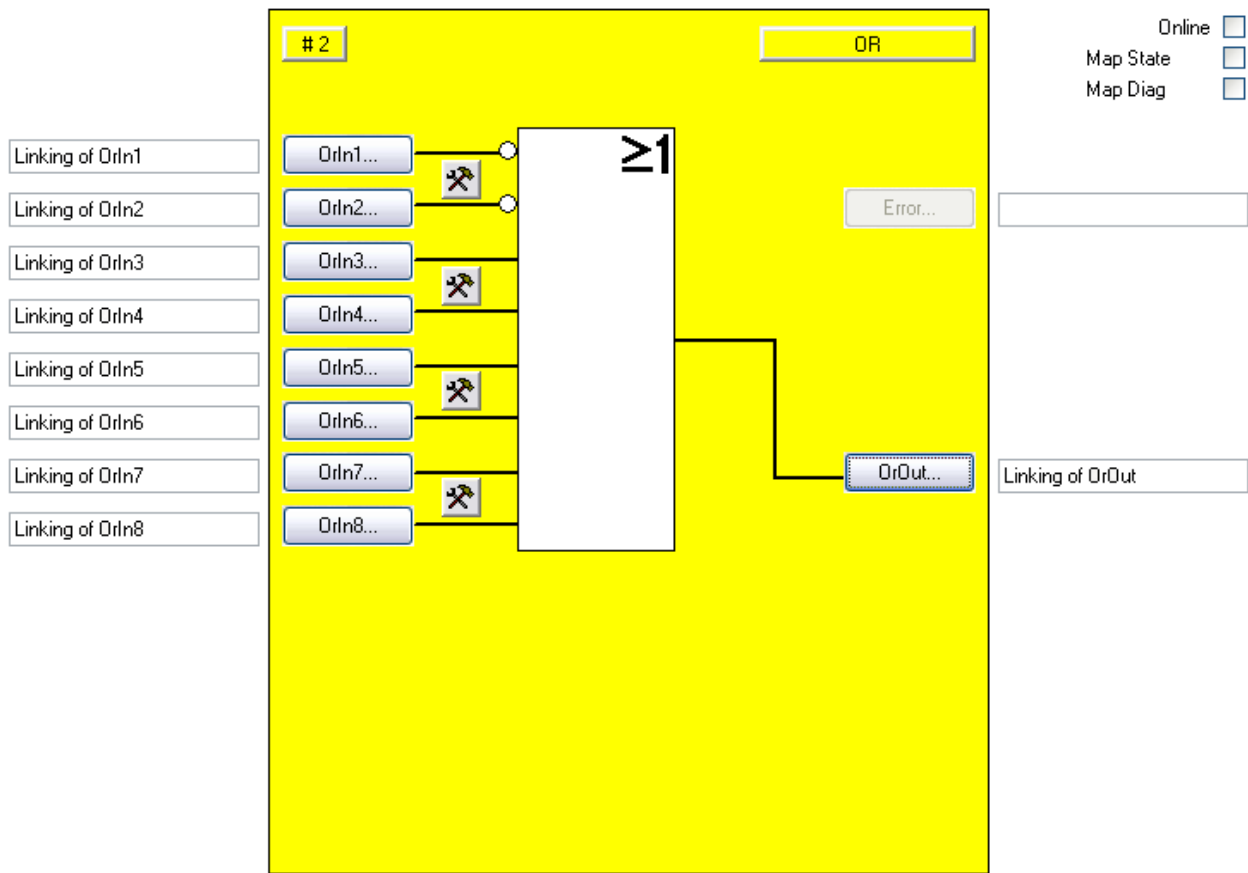 # 2
OR
Online
Map State
Map Diag
Linking of OrIn1
OrIn1...
≥1
Linking of OrIn2
OrIn2...
Error...
Linking of OrIn3
OrIn3...
Linking of OrIn4
OrIn4...
Linking of OrIn5
OrIn5...
Linking of OrIn6
OrIn6...
Linking of OrIn7
OrIn7...
OrOut...
Linking of OrOut
Linking of OrIn8
OrIn8...